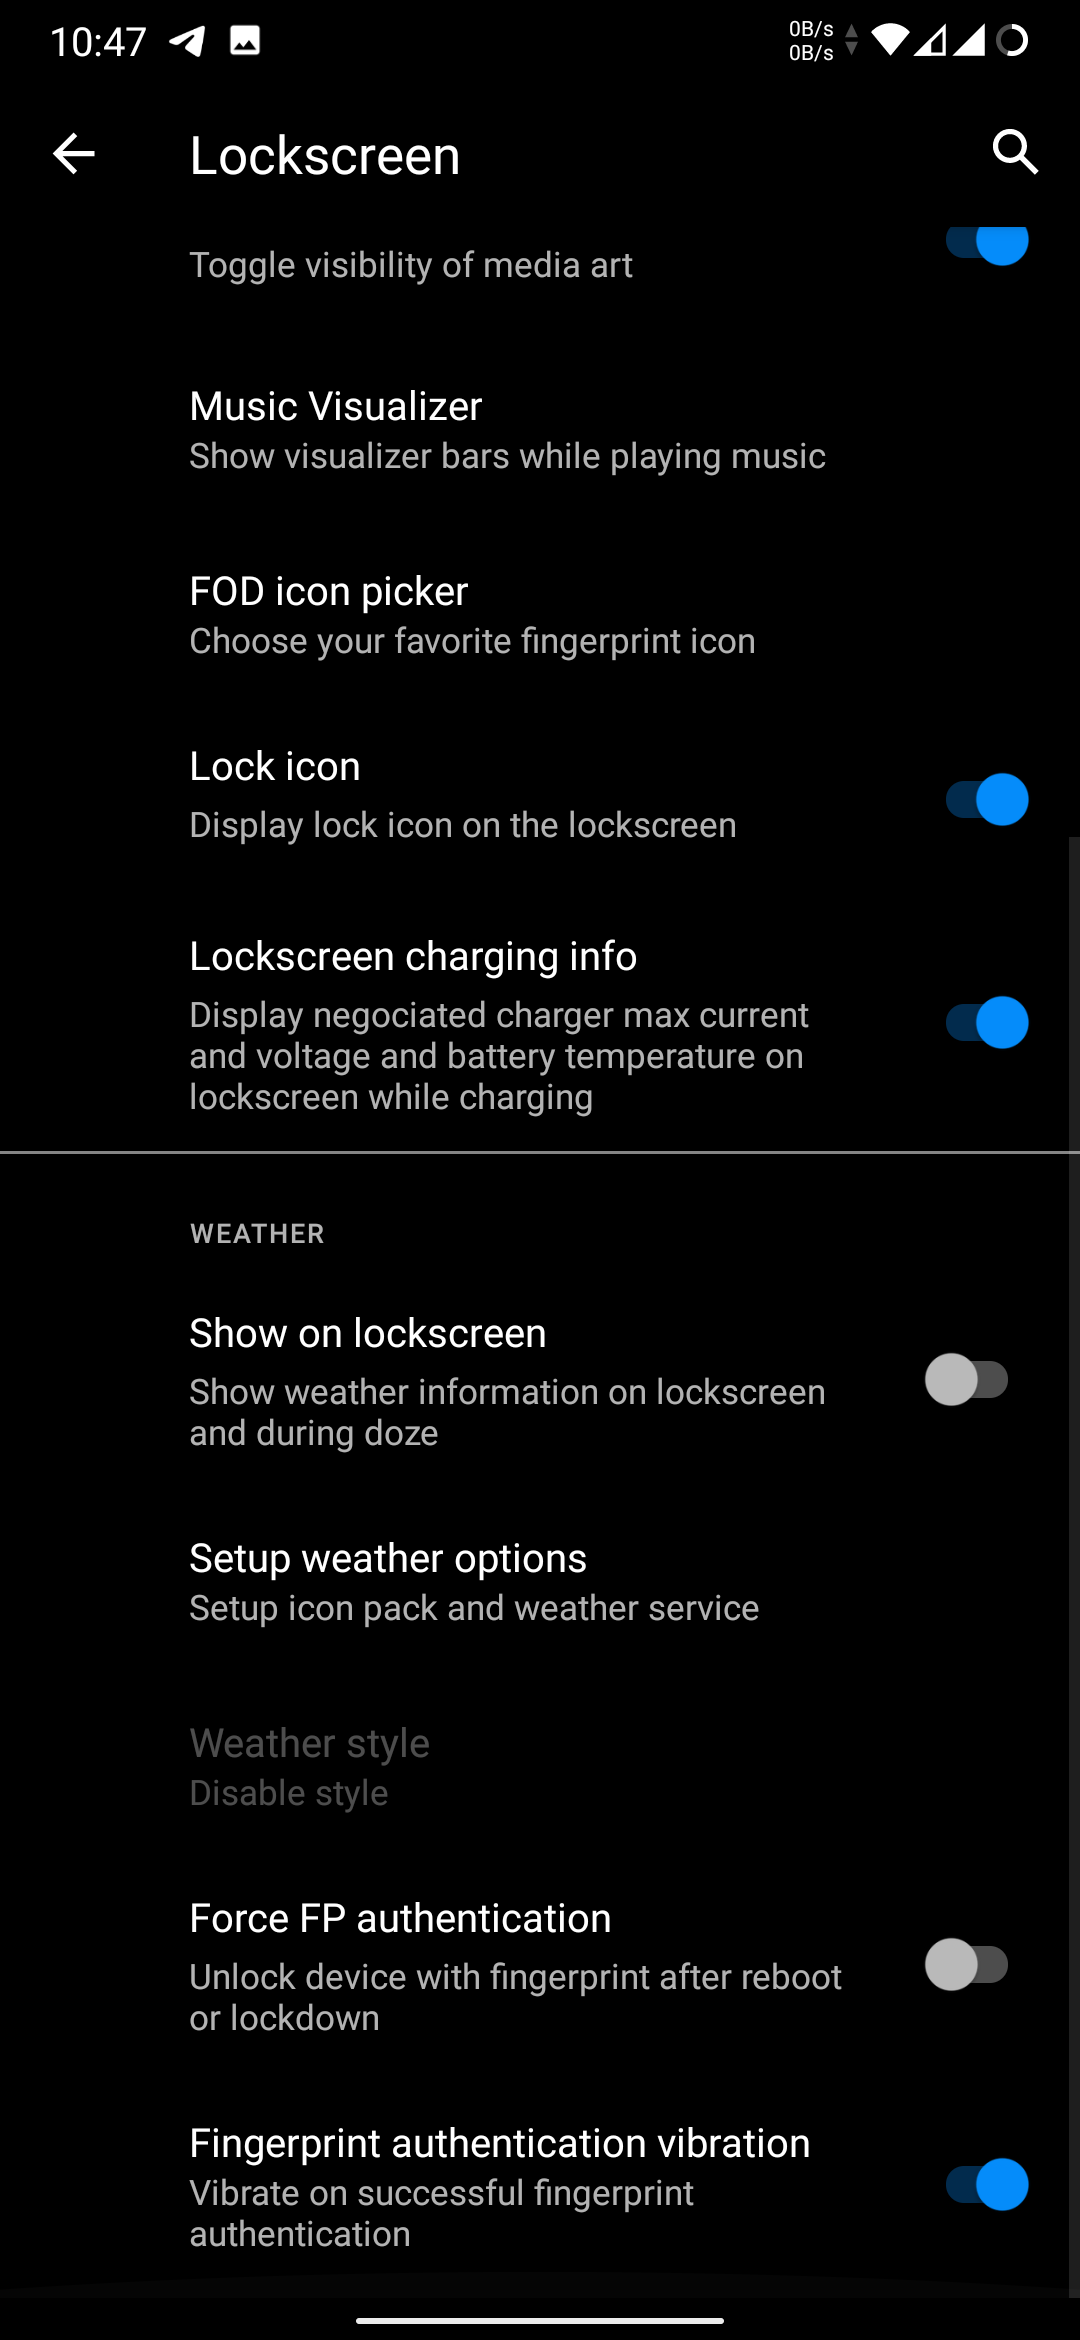 10:47
0B/s
0B/s
Lockscreen
Toggle visibility of media art
Music Visualizer
Show visualizer bars while playing music
FOD icon picker
Choose your favorite fingerprint icon
Lock icon
Display lock icon on the lockscreen
Lockscreen charging info
Display negociated charger max current
and voltage and battery temperature on
lockscreen while charging
WEATHER
Show on lockscreen
Show weather information on lockscreen
and during doze
Setup weather options
Setup icon pack and weather service
Weather style
Disable style
Force FP authentication
Unlock device with fingerprint after reboot
or lockdown
Fingerprint authentication vibration
Vibrate on successful fingerprint
authentication